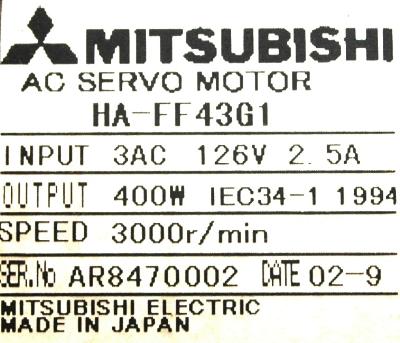 MITSUBISHI
AC SERVO MOTOR
HA-FF43G1
INPUT 3AC 126V 2.5A
OUTPUT 400W IEC34-1 1994
SPEED 3000r/min
SER.No AR8470002 DATE 02-9
MITSUBISHI ELECTRIC
MADE IN JAPAN